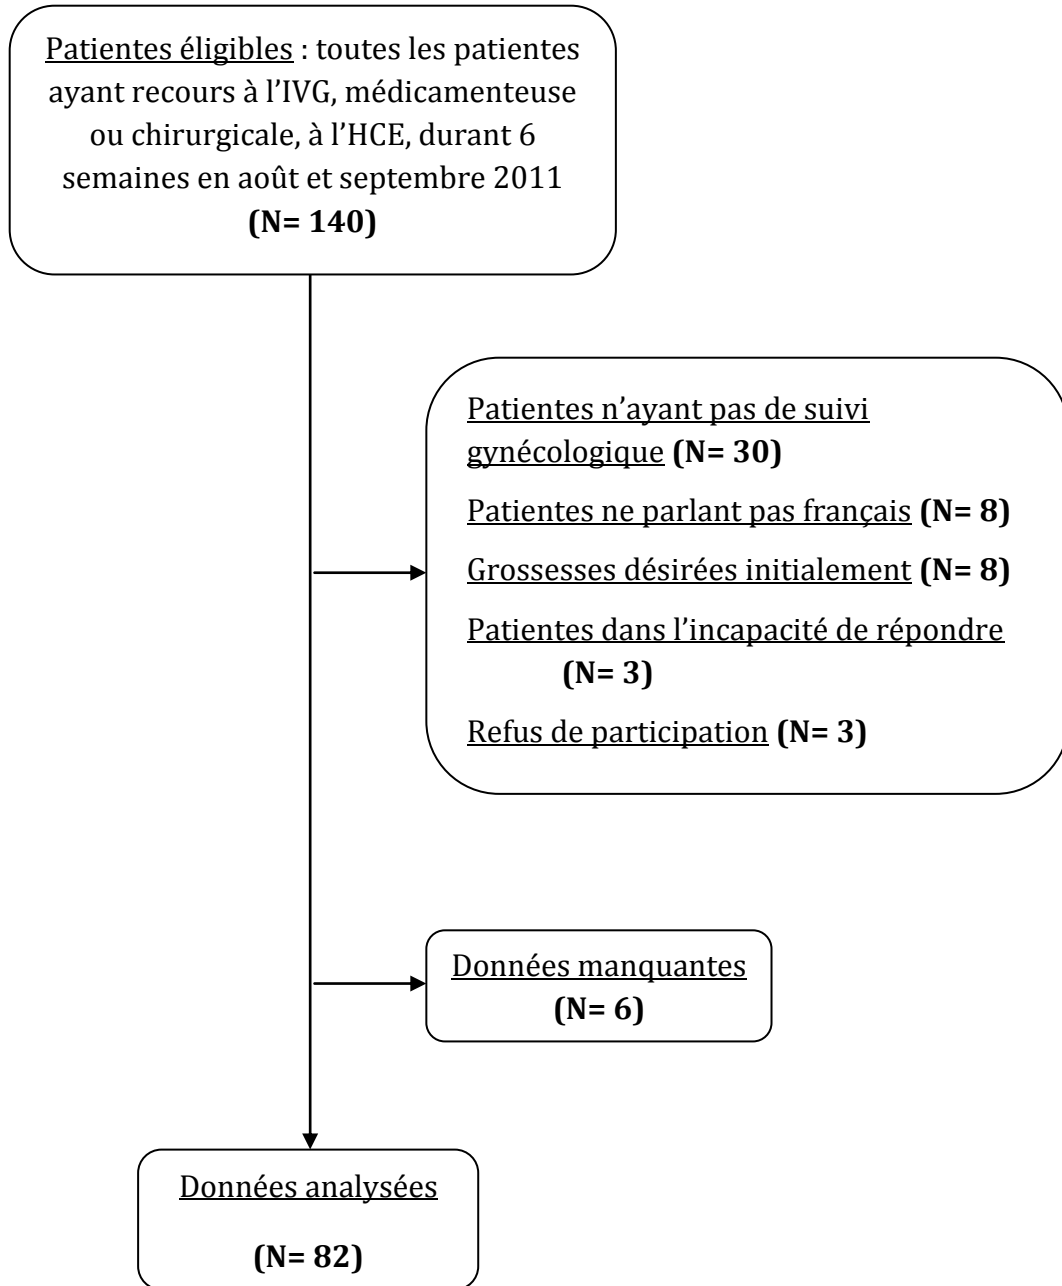 Patientes éligibles : toutes les patientes
ayant recours à l’IVG, médicamenteuse
ou chirurgicale, à l’HCE, durant 6
semaines en août et septembre 2011
(N= 140)
Patientes n’ayant pas de suivi
gynécologique (N= 30)
Patientes ne parlant pas français (N= 8)
Grossesses désirées initialement (N= 8)
Patientes dans l’incapacité de répondre
(N= 3)
Refus de participation (N= 3)
Données manquantes
(N= 6)
Données analysées
(N= 82)